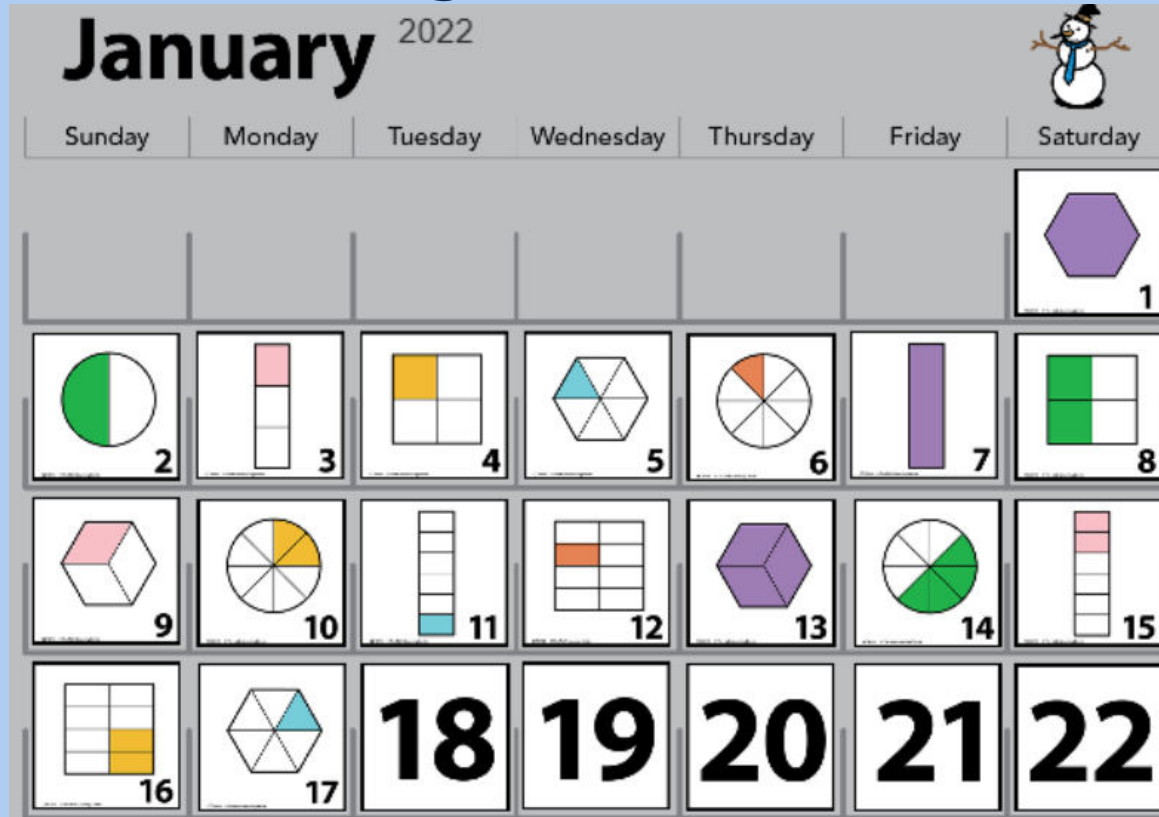 January 2022
Sunday Monday Tuesday Wednesday Thursday Friday Saturday
1
2 3 4 5 6 7 8
9 10 11 12 13 14 15
16 17 18 19 20 21 22